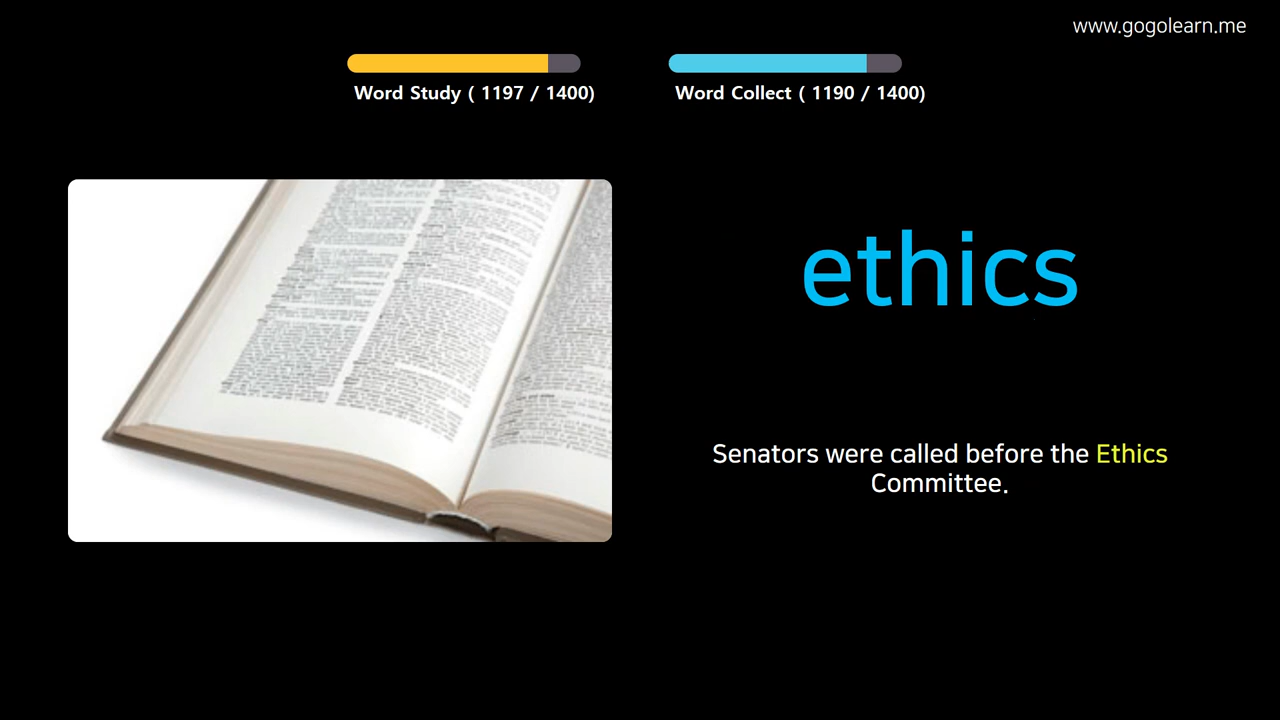 www.gogolearn.me
Word Study ( 1197 / 1400)
Word Collect ( 1190 / 1400)
ethics
Senators were called before the Ethics
Committee.